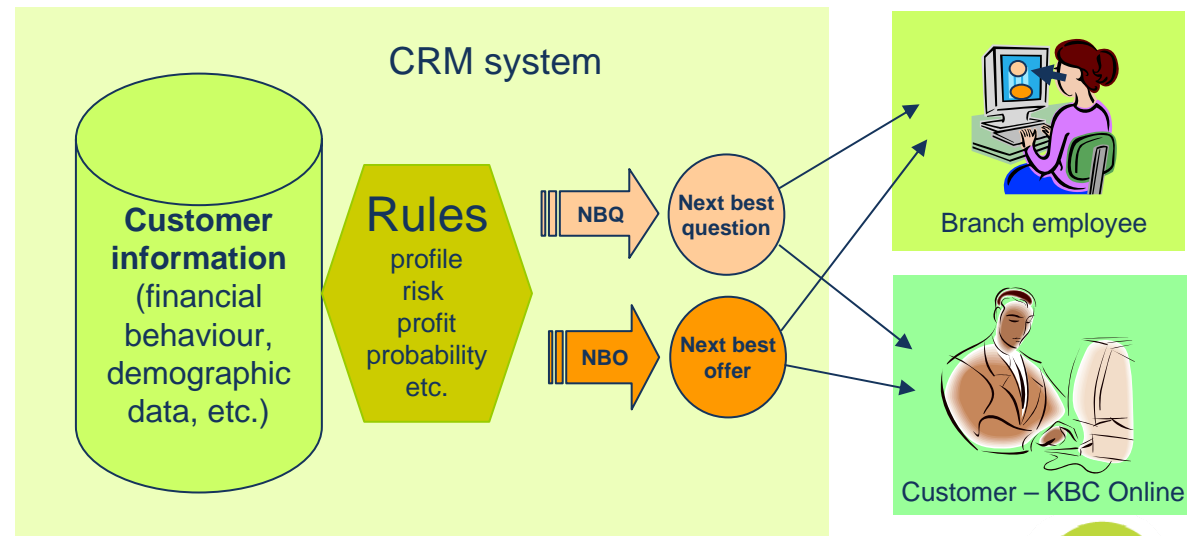 CRM system
Customer
information
(financial
behaviour,
demographic
data, etc.)
Rules
profile
risk
profit
probability
etc.
NBQ
Next best
question
NBO
Next best
offer
Branch employee
Customer – KBC Online